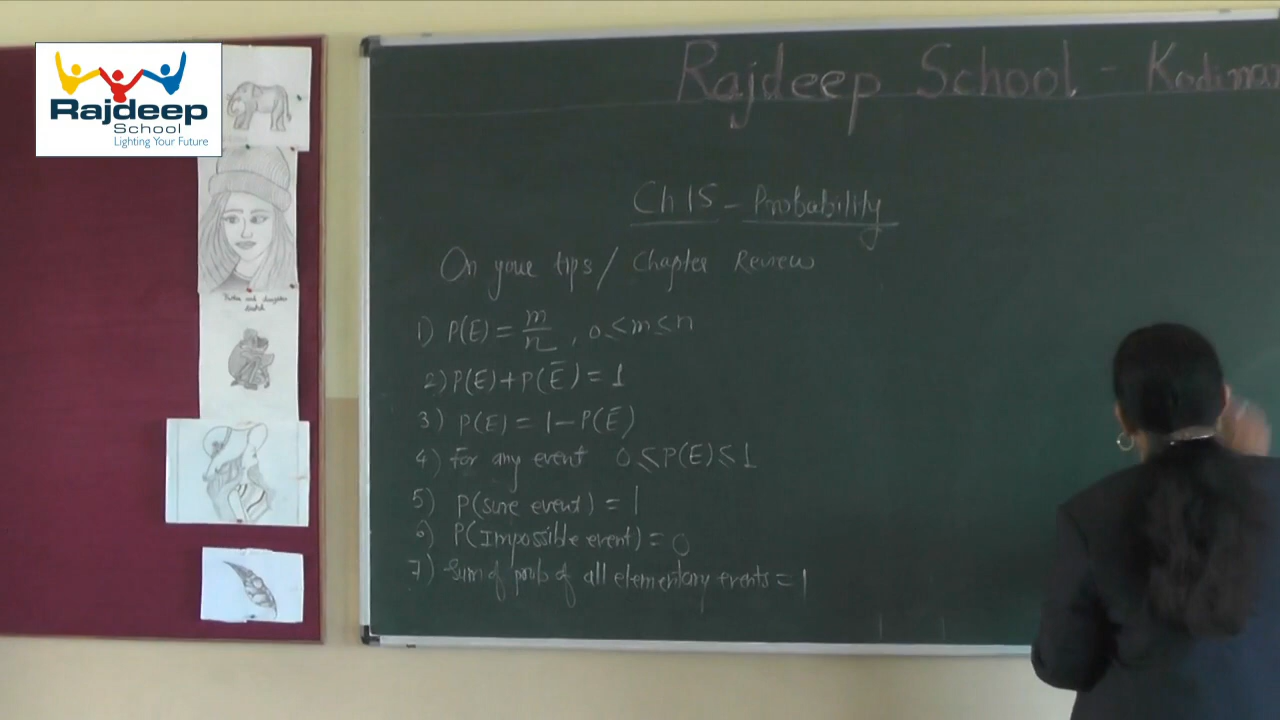 Rajdeep
School
Lighting Your Future
Rajdeep School - Kodinar
Ch 15 - Probability
On your tips / Chapter Review
1) P(E) = m/n , 0 ≤ m ≤ n
2) P(E) + P(Ē) = 1
3) P(E) = 1 - P(Ē)
4) For any event 0 ≤ P(E) ≤ 1
5) P(sure event) = 1
6) P(Impossible event) = 0
7) Sum of prob of all elementary events = 1